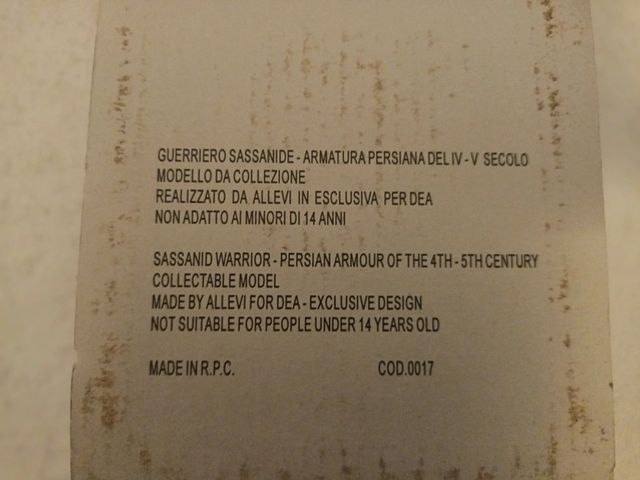 GUERRIERO SASSANIDE - ARMATURA PERSIANA DEL IV - V SECOLO
MODELLO DA COLLEZIONE
REALIZZATO DA ALLEVI IN ESCLUSIVA PER DEA
NON ADATTO AI MINORI DI 14 ANNI
SASSANID WARRIOR - PERSIAN ARMOUR OF THE 4TH - 5TH CENTURY
COLLECTABLE MODEL
MADE BY ALLEVI FOR DEA - EXCLUSIVE DESIGN
NOT SUITABLE FOR PEOPLE UNDER 14 YEARS OLD
MADE IN R.P.C. COD.0017